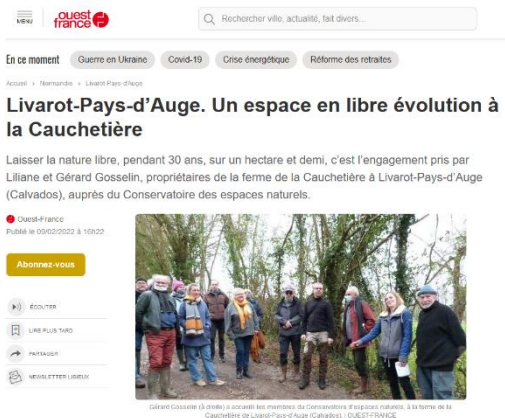 MENU
ouest
france
Rechercher ville, actualité, fait divers...
En ce moment
Guerre en Ukraine
Covid-19
Crise énergétique
Réforme des retraites
Accueil › Normandie › Livarot-Pays-d'Auge
Livarot-Pays-d'Auge. Un espace en libre évolution à
la Cauchetière
Laisser la nature libre, pendant 30 ans, sur un hectare et demi, c'est l'engagement pris par
Liliane et Gérard Gosselin, propriétaires de la ferme de la Cauchetière à Livarot-Pays-d'Auge
(Calvados), auprès du Conservatoire des espaces naturels.
Ouest-France
Publié le 09/02/2022 à 16h22
Abonnez-vous
ÉCOUTER
LIRE PLUS TARD
PARTAGER
NEWSLETTER LISIEUX
Gérard Gosselin (à droite) a accueilli les membres du Conservatoire d'espaces naturels, à la ferme de la
Cauchetière de Livarot-Pays-d'Auge (Calvados). | OUEST-FRANCE